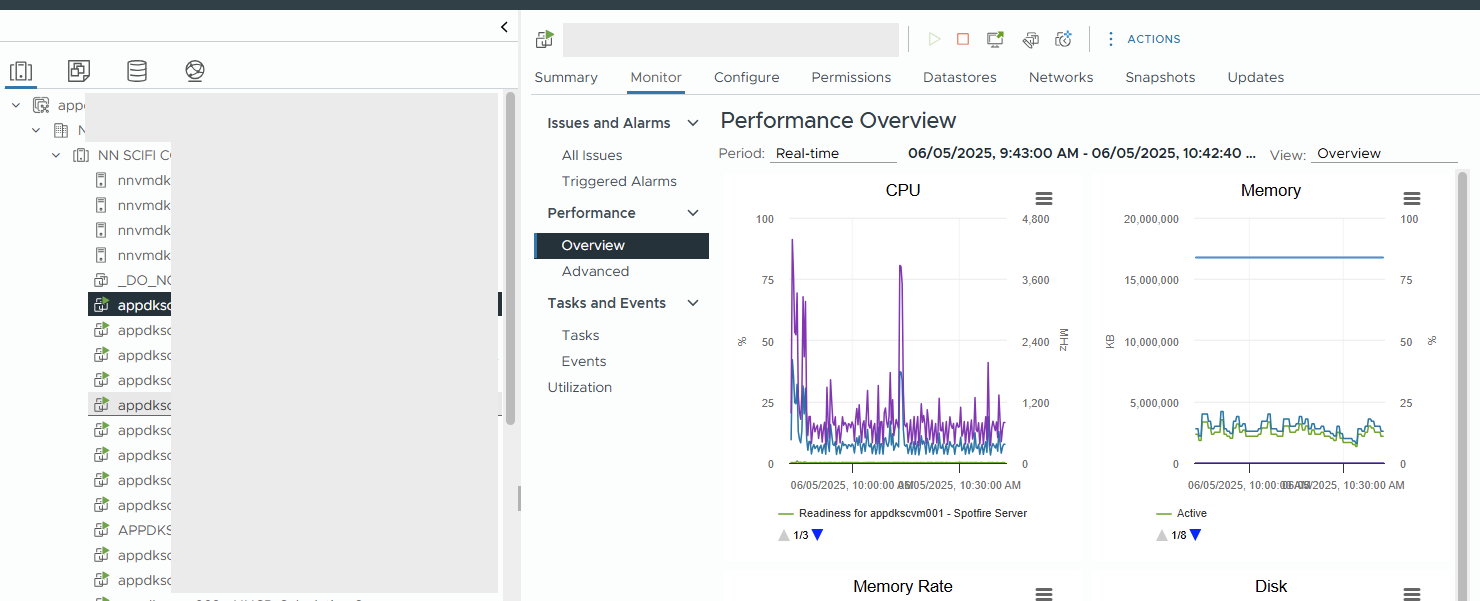 ACTIONS
Summary Monitor Configure Permissions Datastores Networks Snapshots Updates
app
N
NN SCIFI CO
nnvmdk
nnvmdk
nnvmdk
nnvmdk
_DO_NO
appdksc
appdksc
appdksc
appdksc
appdksc
appdksc
appdksc
appdksc
appdksc
APPDKS
appdksc
appdksc
Issues and Alarms
All Issues
Triggered Alarms
Performance
Overview
Advanced
Tasks and Events
Tasks
Events
Utilization
Performance Overview
Period: Real-time 06/05/2025, 9:43:00 AM - 06/05/2025, 10:42:40 ... View: Overview
CPU
100 4,800
75 3,600
% 50 2,400 MHz
25 1,200
0 0
06/05/2025, 10:00:00 AM 06/05/2025, 10:30:00 AM
Readiness for appdkscvm001 - Spotfire Server
1/3
Memory
20,000,000 100
15,000,000 75
KB 10,000,000 50 %
5,000,000 25
0 0
06/05/2025, 10:00:00 AM 06/05/2025, 10:30:00 AM
Active
1/8
Memory Rate
Disk